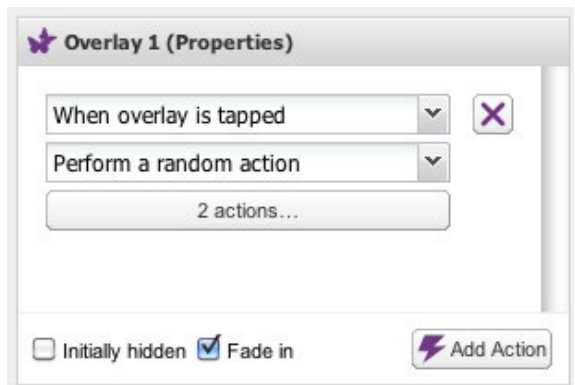 Overlay 1 (Properties)
When overlay is tapped
Perform a random action
2 actions...
Initially hidden Fade in Add Action